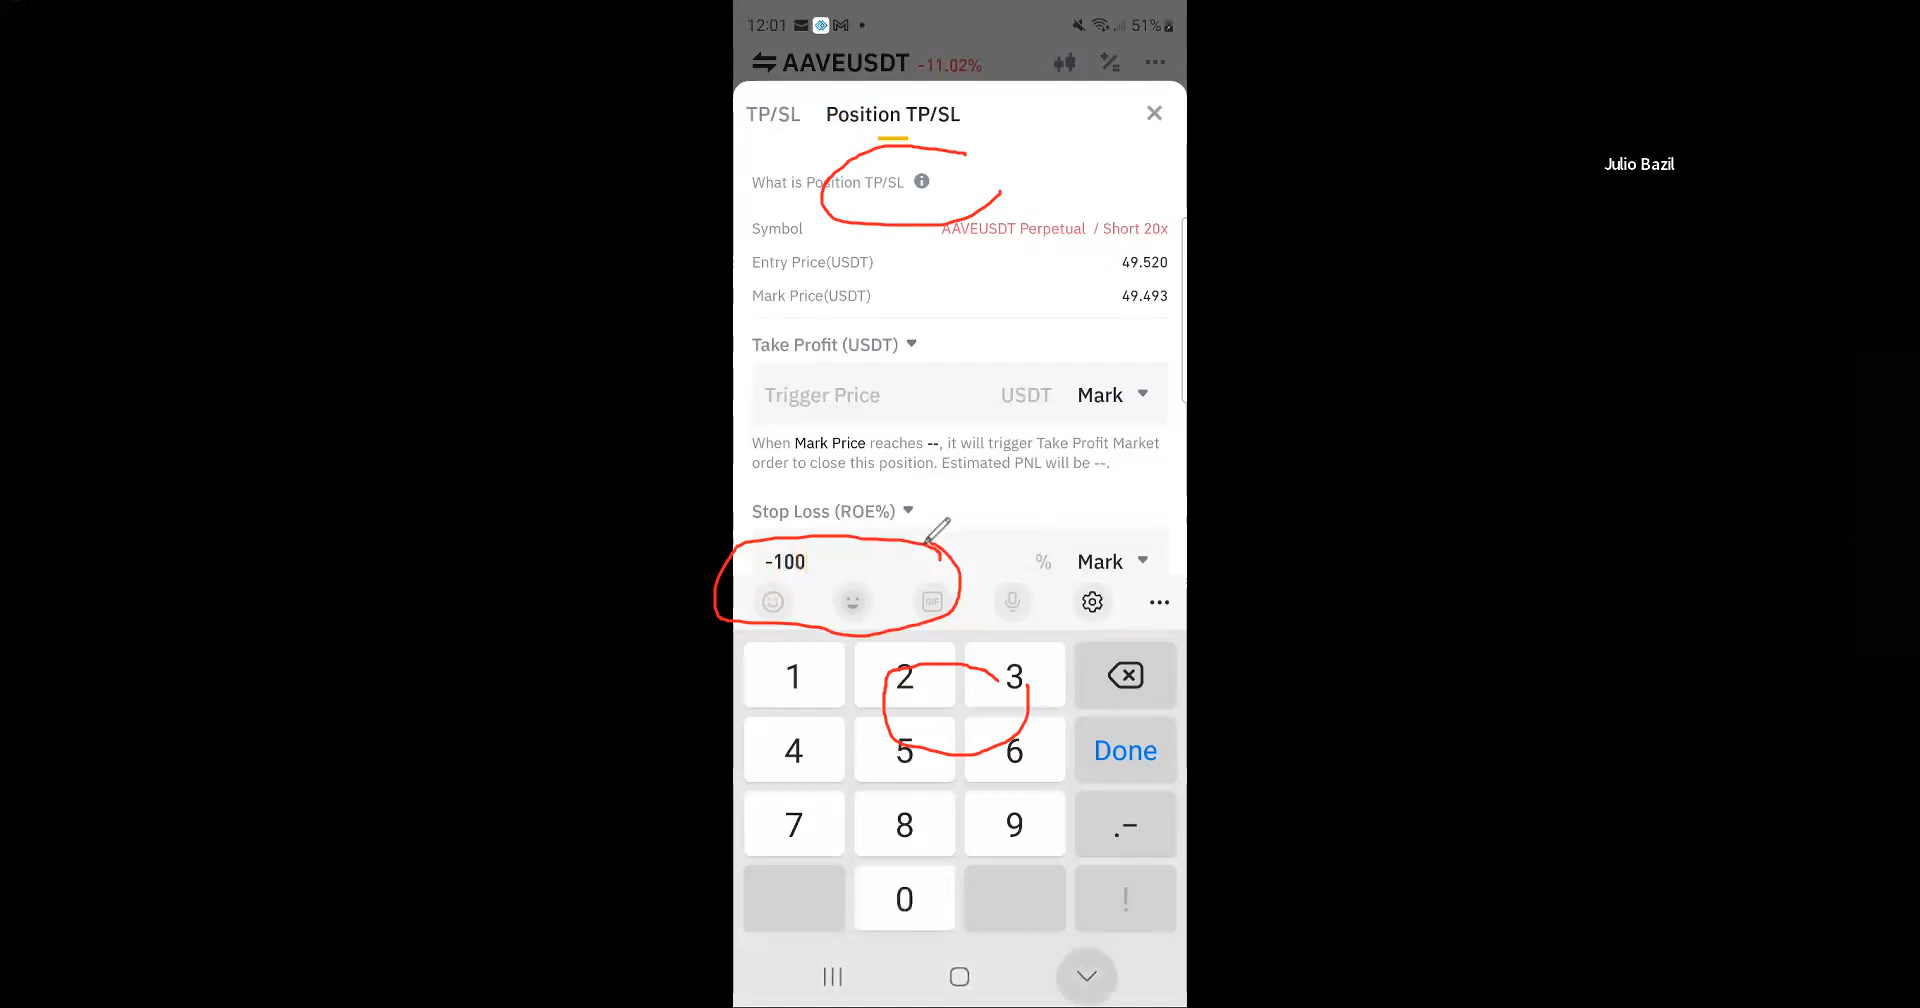 12:01 51%
AAVEUSDT -11.02%
TP/SL Position TP/SL
Julio Bazil
What is Position TP/SL
Symbol AAVEUSDT Perpetual / Short 20x
Entry Price(USDT) 49.520
Mark Price(USDT) 49.493
Take Profit (USDT)
Trigger Price USDT Mark
When Mark Price reaches --, it will trigger Take Profit Market
order to close this position. Estimated PNL will be --.
Stop Loss (ROE%)
-100 % Mark
GIF
1 2 3
4 5 6 Done
7 8 9 .-
0 !